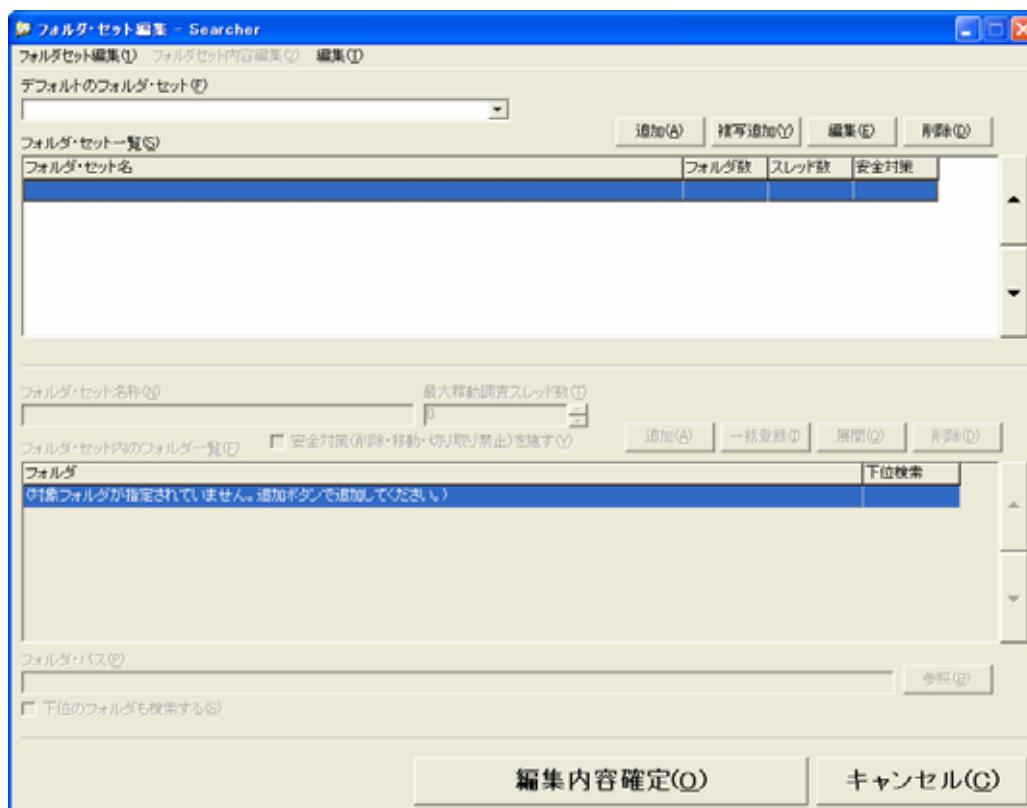 フォルダ・セット編集 - Searcher
フォルダセット編集(1) フォルダセット内容編集(2) 編集(T)
デフォルトのフォルダ・セット(F)
追加(A) 複写追加(Y) 編集(E) 削除(D)
フォルダ・セット一覧(S)
フォルダ・セット名 フォルダ数 スレッド数 安全対策
フォルダ・セット名称(N) 最大移動調査スレッド数(T)
0
フォルダ・セット内のフォルダ一覧(F) 安全対策(削除・移動・切り取り禁止)を施す(Y) 追加(A) 一括登録(I) 展開(Q) 削除(D)
フォルダ 下位検索
(対象フォルダが指定されていません。追加ボタンで追加してください。)
フォルダ・パス(P)
参照(B)
下位のフォルダも検索する(S)
編集内容確定(O) キャンセル(C)